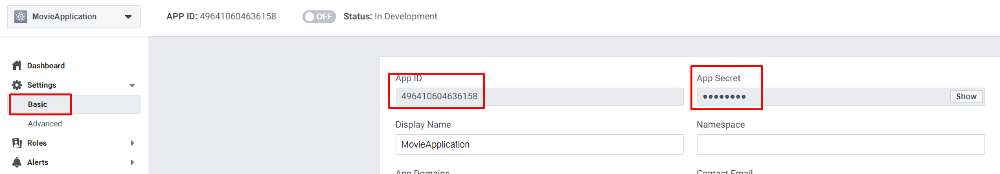 MovieApplication
APP ID: 496410604636158
OFF
Status: In Development
Dashboard
Settings
Basic
Advanced
Roles
Alerts
App ID
App Secret
496410604636158
●●●●●●●●
Show
Display Name
Namespace
MovieApplication
App Domains
Contact Email